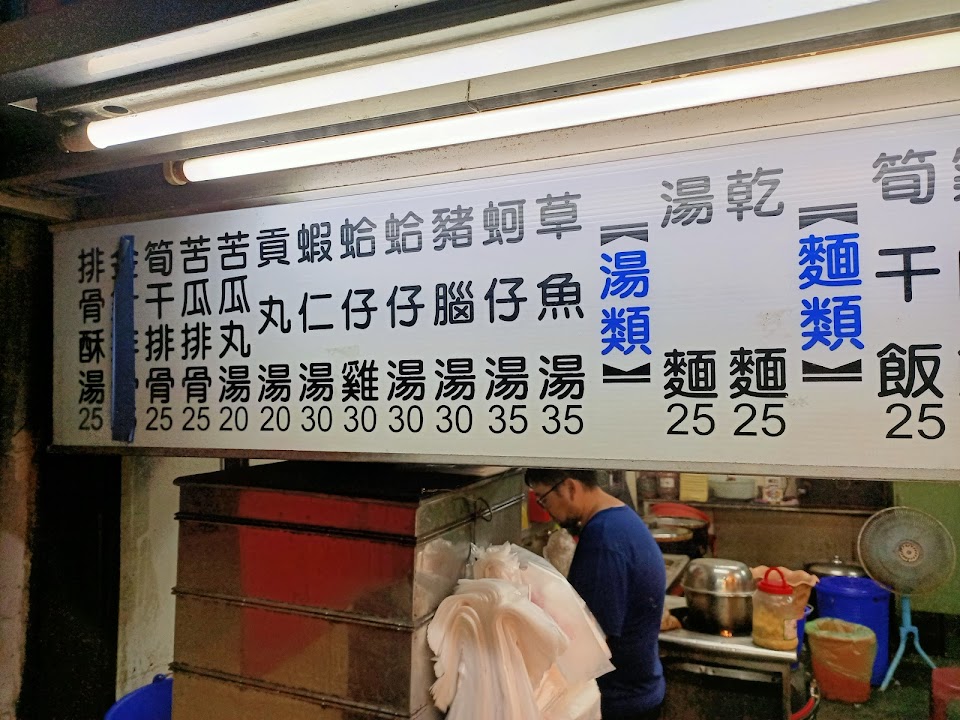 筍干飯 25
【麵類】
乾麵 25
湯麵 25
【湯類】
草魚湯 35
蚵仔湯 35
豬腦湯 30
蛤仔湯 30
蛤仔雞 30
蝦仁湯 30
貢丸湯 20
苦瓜丸湯 20
苦瓜排骨 25
筍干排骨 25
排骨酥湯 25